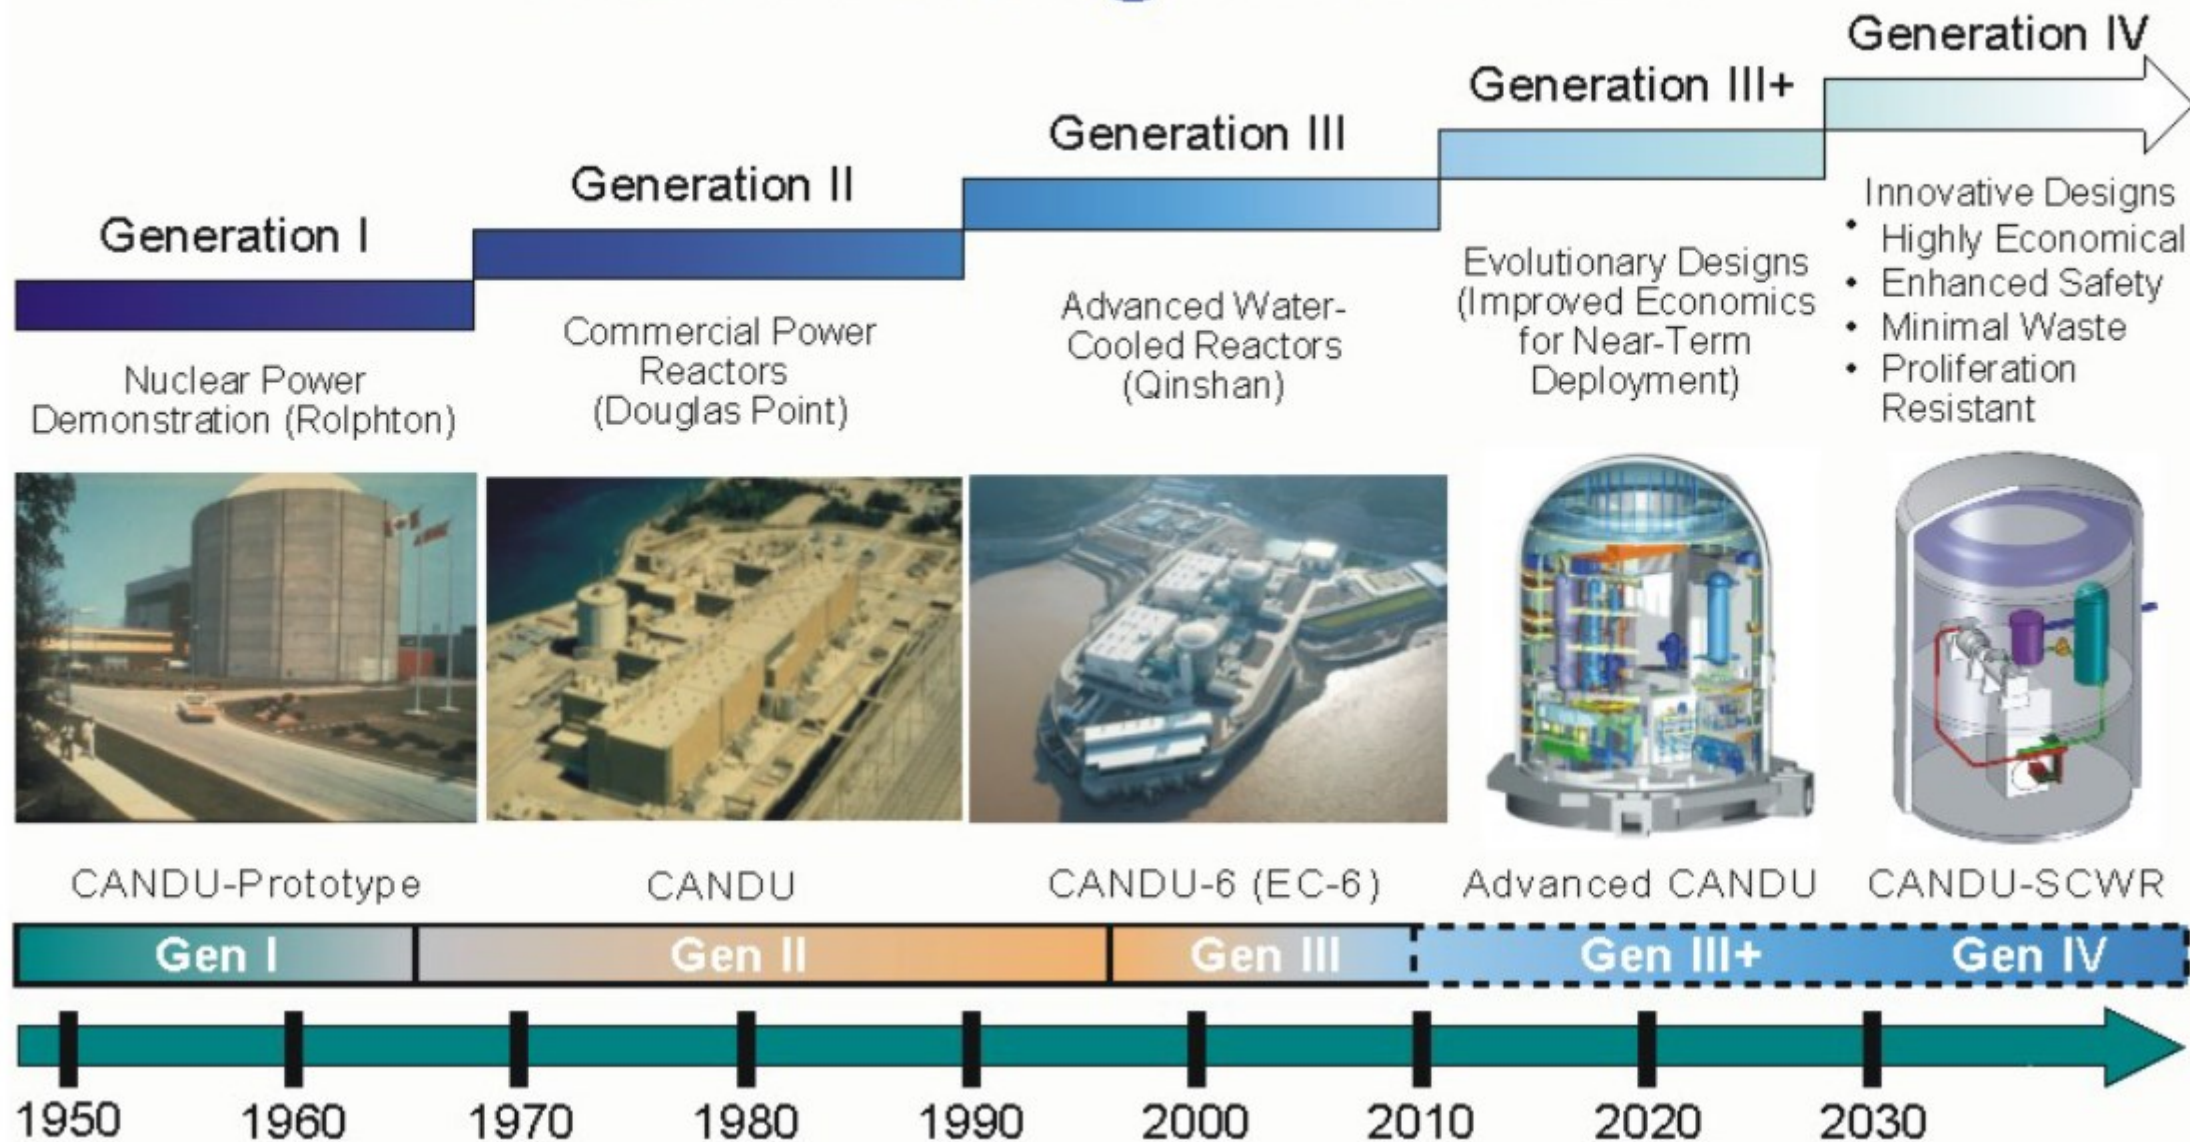 Generation I
Generation II
Generation III
Generation III+
Generation IV
Nuclear Power
Demonstration (Rolphton)
Commercial Power
Reactors
(Douglas Point)
Advanced Water-
Cooled Reactors
(Qinshan)
Evolutionary Designs
(Improved Economics
for Near-Term
Deployment)
Innovative Designs
• Highly Economical
• Enhanced Safety
• Minimal Waste
• Proliferation
Resistant
CANDU-Prototype
CANDU
CANDU-6 (EC-6)
Advanced CANDU
CANDU-SCWR
Gen I
Gen II
Gen III
Gen III+
Gen IV
1950
1960
1970
1980
1990
2000
2010
2020
2030